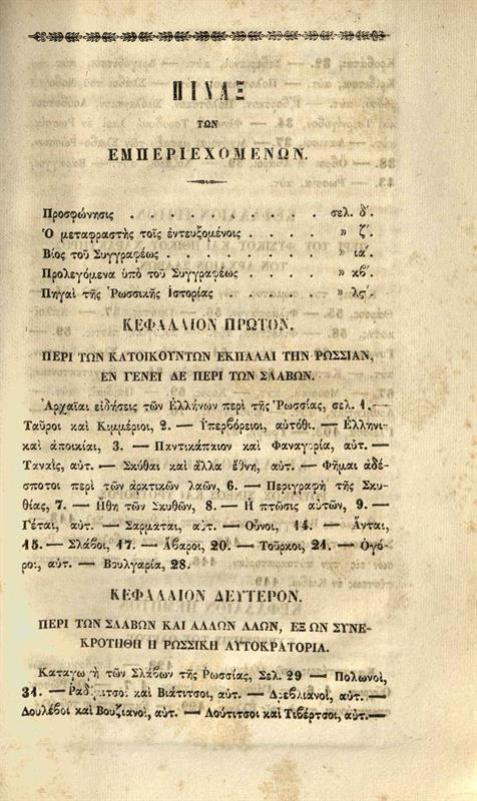 ΠΙΝΑΞ
ΤΩΝ
ΕΜΠΕΡΙΕΧΟΜΕΝΩΝ.
Προσφώνησις . . . . . . . . . . σελ. δ'.
Ὁ μεταφραστὴς τοῖς ἐντευξομένοις . . . . » ζ'.
Βίος τοῦ Συγγραφέως . . . . . . . . » ια'.
Προλεγόμενα ὑπὸ τοῦ Συγγραφέως . . . . » κβ'.
Πηγαὶ τῆς Ῥωσσικῆς Ἱστορίας . . . . . » λς'.
ΚΕΦΑΛΑΙΟΝ ΠΡΩΤΟΝ.
ΠΕΡΙ ΤΩΝ ΚΑΤΟΙΚΟΥΝΤΩΝ ΕΚΠΑΛΑΙ ΤΗΝ ΡΩΣΣΙΑΝ,
ΕΝ ΓΕΝΕΙ ΔΕ ΠΕΡΙ ΤΩΝ ΣΛΑΒΩΝ.
Ἀρχαῖαι εἰδήσεις τῶν Ἑλλήνων περὶ τῆς Ῥωσσίας, σελ. 1. —
Ταῦροι καὶ Κιμμέριοι, 2. — Ὑπερβόρειοι, αὐτόθι. — Ἑλληνι-
καὶ ἀποικίαι, 3. — Παντικάπαιον καὶ Φαναγορία, αὐτ. —
Ταναῒς, αὐτ. — Σκύθαι καὶ ἄλλα ἔθνη, αὐτ. — Φῆμαι ἀδέ-
σποτοι περὶ τῶν ἀρκτικῶν λαῶν, 6. — Περιγραφὴ τῆς Σκυ-
θίας, 7. — Ἤθη τῶν Σκυθῶν, 8. — Ἡ πτῶσις αὐτῶν, 9. —
Γέται, αὐτ. — Σαρμάται, αὐτ. — Οὖνοι, 14. — Ἄνται,
15. — Σλάβοι, 17. — Ἄβαροι, 20. — Τοῦρκοι, 21. — Ὀγό-
ροι, αὐτ. — Βουλγαρία, 28.
ΚΕΦΑΛΑΙΟΝ ΔΕΥΤΕΡΟΝ.
ΠΕΡΙ ΤΩΝ ΣΛΑΒΩΝ ΚΑΙ ΑΛΛΩΝ ΛΑΩΝ, ΕΞ ΩΝ ΣΥΝΕ-
ΚΡΟΤΗΘΗ Η ΡΩΣΣΙΚΗ ΑΥΤΟΚΡΑΤΟΡΙΑ.
Καταγωγὴ τῶν Σλάβων τῆς Ῥωσσίας, Σελ. 29 — Πολωνοὶ,
31. — Ῥαδίμιτσοι καὶ Βιάτιτσοι, αὐτ. — Δρεβλιανοὶ, αὐτ. —
Δουλέβοι καὶ Βουζιανοὶ, αὐτ. — Λούτιτσοι καὶ Τιβέρτσοι, αὐτ. —